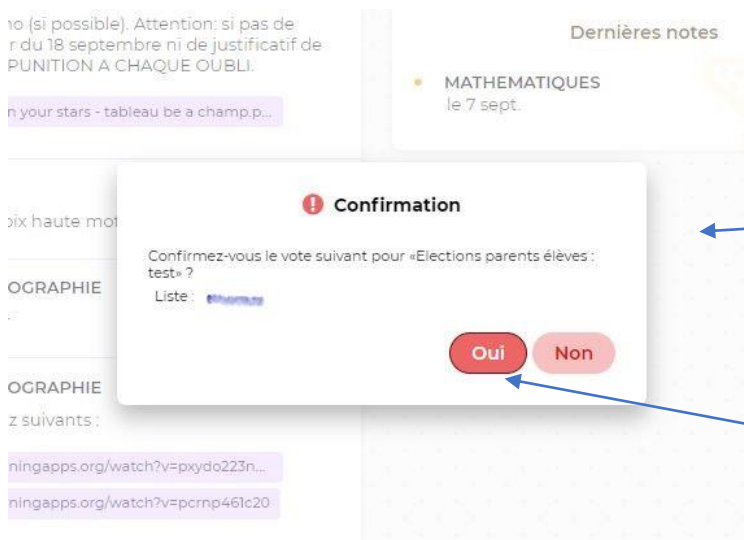 no (si possible). Attention: si pas de
r du 18 septembre ni de justificatif de
PUNITION A CHAQUE OUBLI.
n your stars - tableau be a champ.p...
Dernières notes
MATHEMATIQUES
le 7 sept.
oix haute mot
OGRAPHIE
Confirmation
Confirmez-vous le vote suivant pour «Elections parents élèves :
test» ?
Liste :
Oui
Non
OGRAPHIE
z suivants :
ningapps.org/watch?v=pxydo223n...
ningapps.org/watch?v=pcrnp461c20